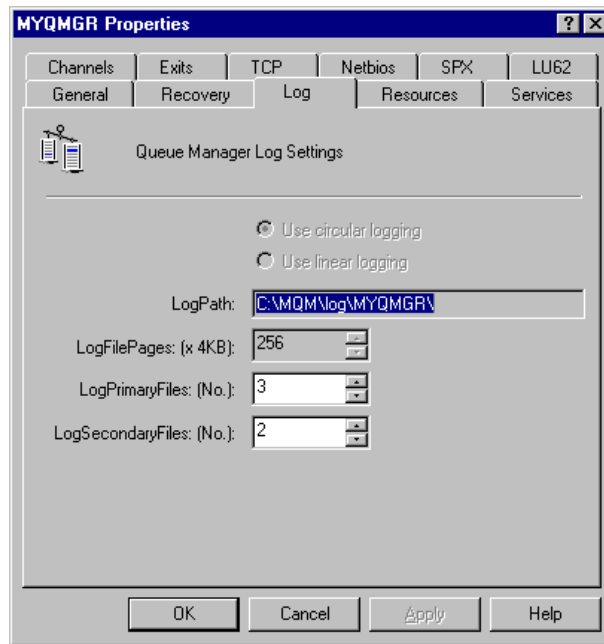 MYQMGR Properties
Channels Exits TCP Netbios SPX LU62
General Recovery Log Resources Services
Queue Manager Log Settings
Use circular logging
Use linear logging
LogPath: C:\MQM\log\MYQMGR\
LogFilePages: (x 4KB): 256
LogPrimaryFiles: (No.): 3
LogSecondaryFiles: (No.): 2
OK Cancel Apply Help